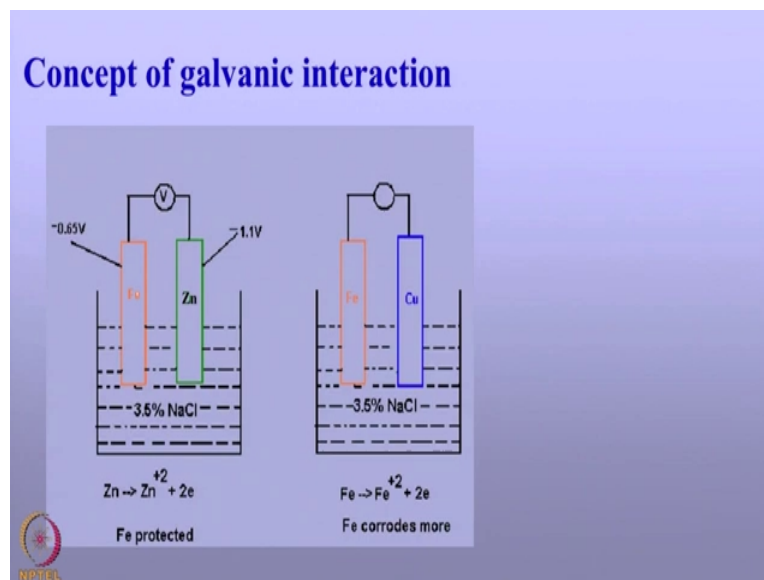 Concept of galvanic interaction
V
-0.65V
-1.1V
Fe
Zn
Fe
Cu
3.5% NaCl
3.5% NaCl
Zn --> Zn+2 + 2e
Fe --> Fe+2 + 2e
Fe protected
Fe corrodes more
NPTEL